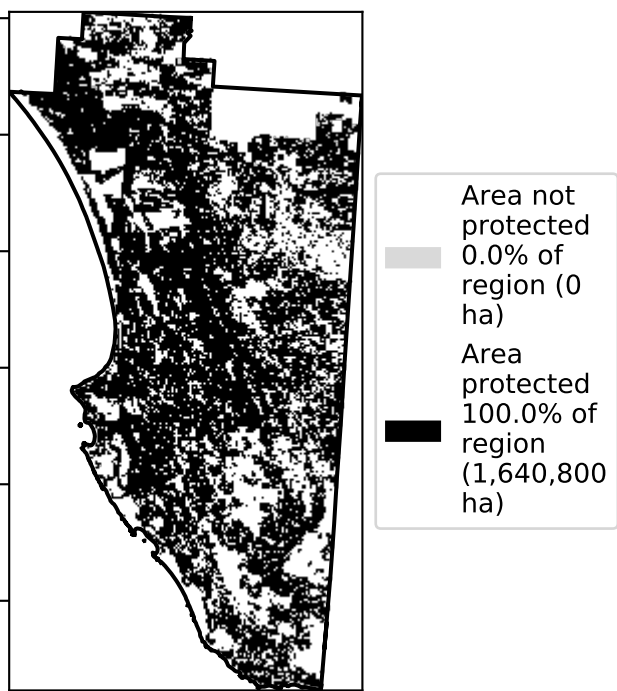 Area not
protected
0.0% of
region (0
ha)
Area
protected
100.0% of
region
(1,640,800
ha)